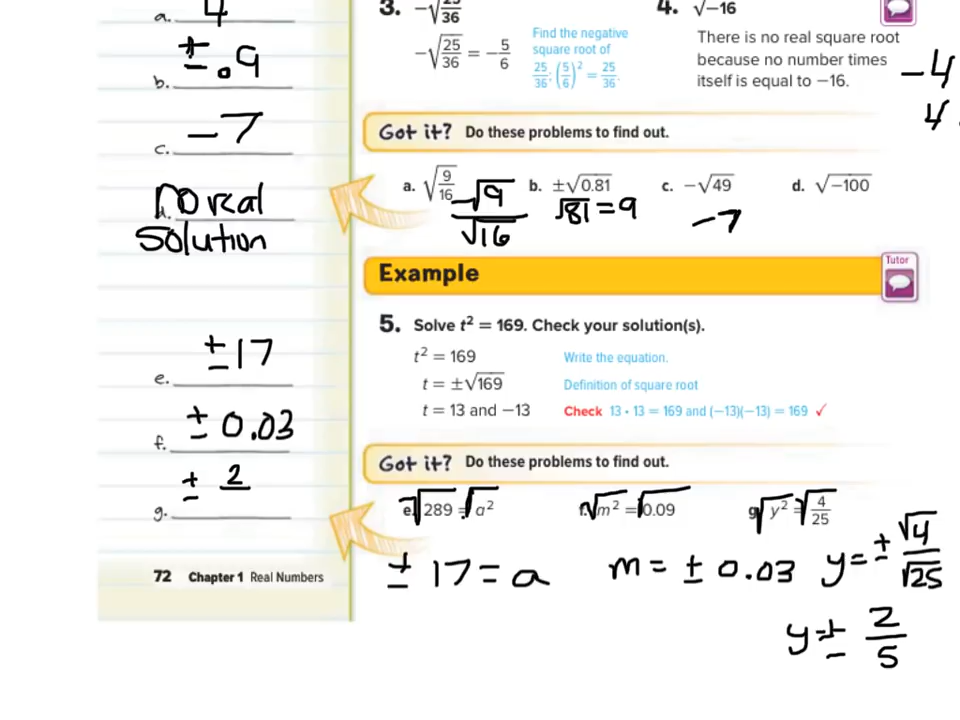 a. 4
3. -√25/36
4. √-16
-√25/36 = -5/6
Find the negative
square root of
25/36; (5/6)² = 25/36.
There is no real square root
because no number times
itself is equal to -16.
-4
4.
± .9
b.
-7
c.
Got it? Do these problems to find out.
a. √9/16
b. ±√0.81
c. -√49
d. √-100
√9/√16
√81 = 9
-7
no real
solution
Example
Tutor
5. Solve t² = 169. Check your solution(s).
t² = 169 Write the equation.
t = ±√169 Definition of square root
t = 13 and -13 Check 13 · 13 = 169 and (-13)(-13) = 169 ✓
e. ±17
f. ± 0.03
g. ± 2
Got it? Do these problems to find out.
e. √289 = √a²
f. √m² = √0.09
g. √y² = √4/25
± 17 = a
m = ± 0.03
y = ± √4/√25
y = ± 2/5
72 Chapter 1 Real Numbers